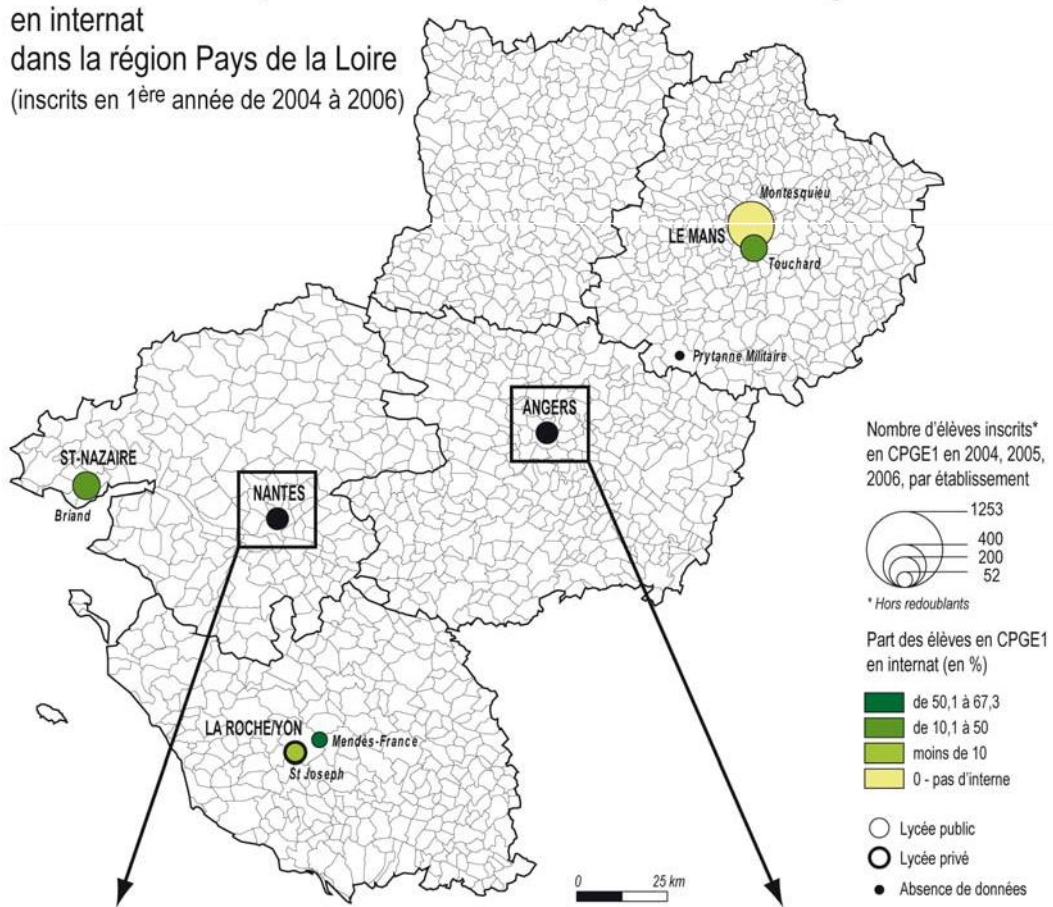 en internat
dans la région Pays de la Loire
(inscrits en 1ère année de 2004 à 2006)
Montesquieu
LE MANS
Touchard
Prytanne Militaire
ANGERS
ST-NAZAIRE
Briand
NANTES
LA ROCHE/YON
Mendès-France
St Joseph
Nombre d'élèves inscrits*
en CPGE1 en 2004, 2005,
2006, par établissement
1253
400
200
52
* Hors redoublants
Part des élèves en CPGE1
en internat (en %)
de 50,1 à 67,3
de 10,1 à 50
moins de 10
0 - pas d'interne
Lycée public
Lycée privé
Absence de données
0 25 km